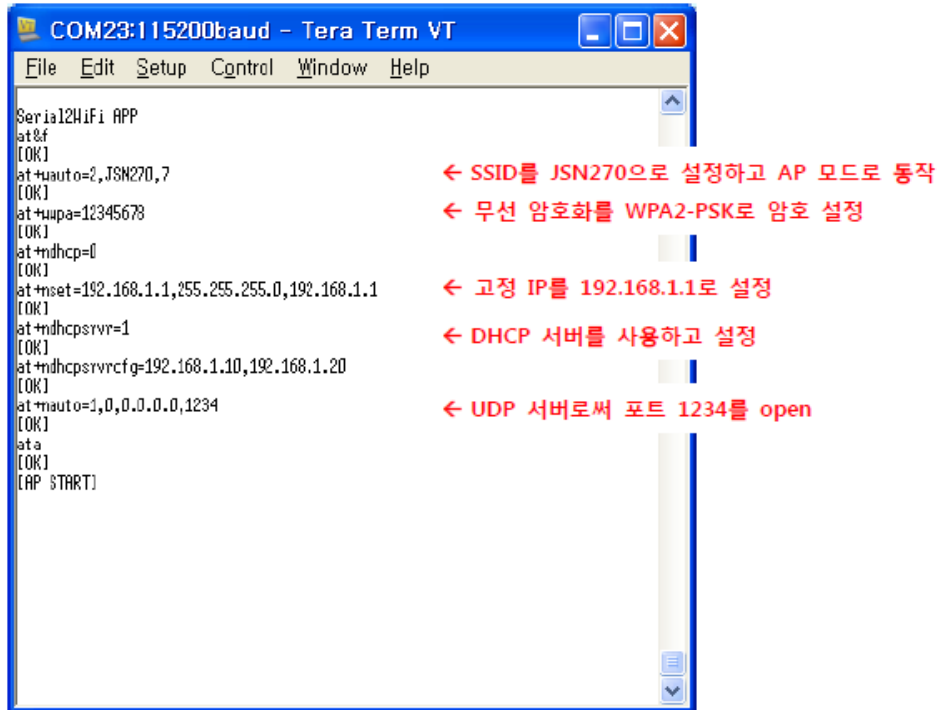 COM23:115200baud - Tera Term VT
File Edit Setup Control Window Help
Serial2WiFi APP
at&f
[OK]
at+wauto=2,JSN270,7 ← SSID를 JSN270으로 설정하고 AP 모드로 동작
[OK]
at+wwpa=12345678 ← 무선 암호화를 WPA2-PSK로 암호 설정
[OK]
at+ndhcp=0
[OK]
at+nset=192.168.1.1,255.255.255.0,192.168.1.1 ← 고정 IP를 192.168.1.1로 설정
[OK]
at+ndhcpsrvr=1 ← DHCP 서버를 사용하고 설정
[OK]
at+ndhcpsrvrcfg=192.168.1.10,192.168.1.20
[OK]
at+nauto=1,0,0.0.0.0,1234 ← UDP 서버로써 포트 1234를 open
[OK]
ata
[OK]
[AP START]